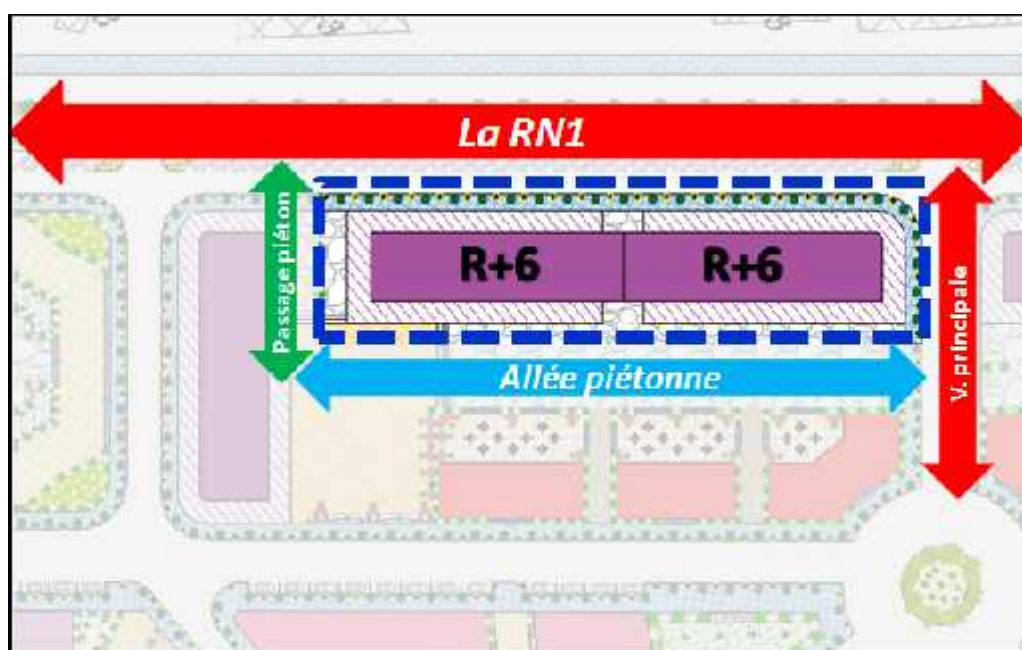 La RN1
Passage piéton
R+6
R+6
V. principale
Allée piétonne